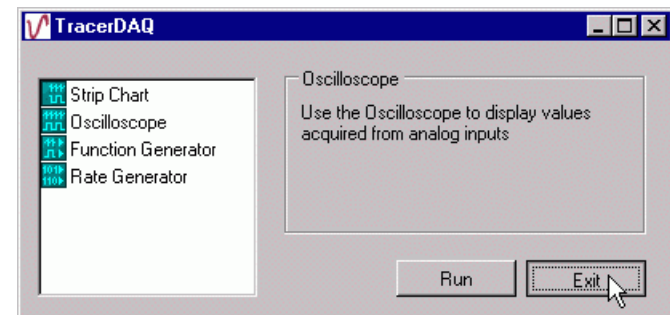 TracerDAQ
Strip Chart
Oscilloscope
Function Generator
Rate Generator
Oscilloscope
Use the Oscilloscope to display values
acquired from analog inputs
Run
Exit